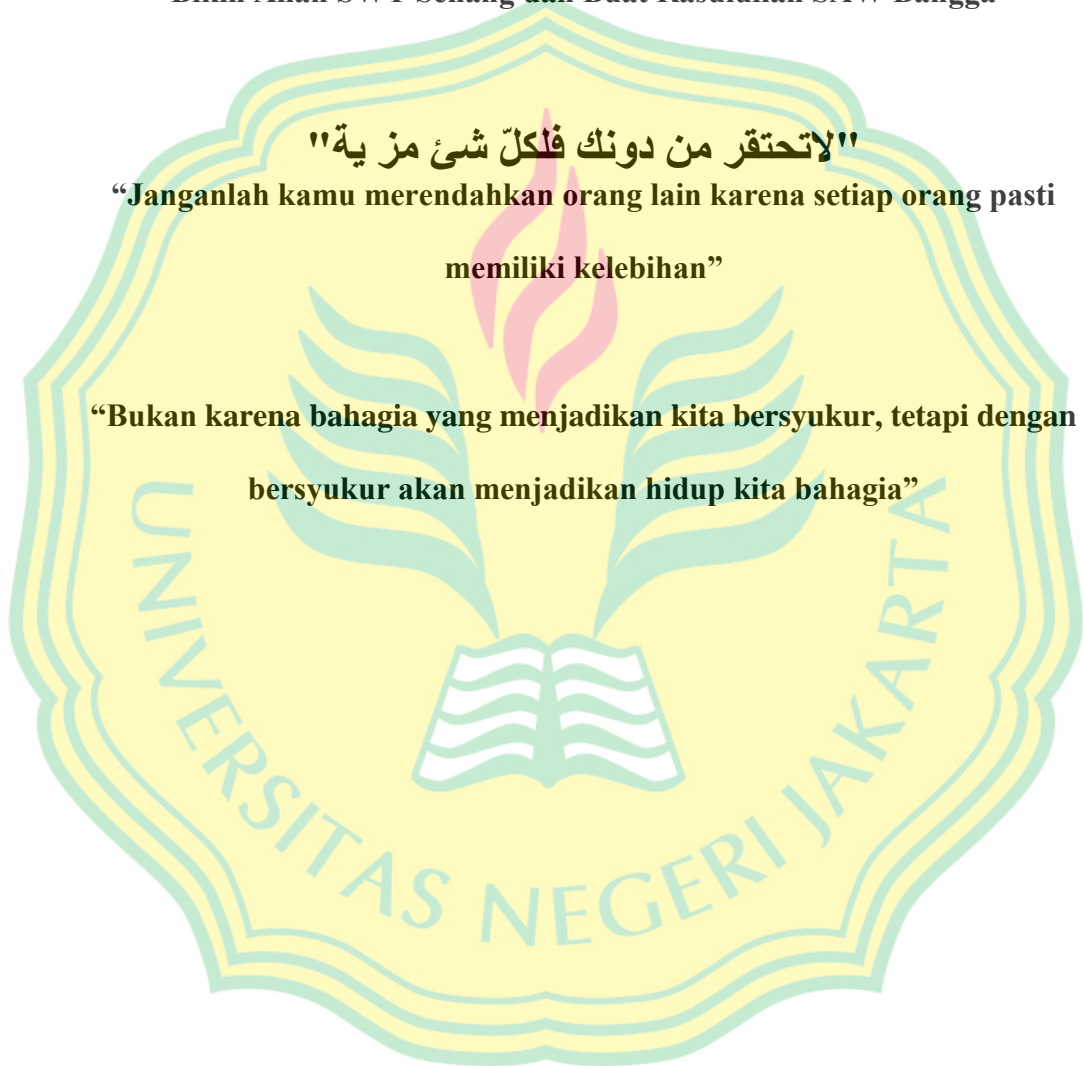 "لاتحتقر من دونك فلكلّ شئ مز ية"
“Janganlah kamu merendahkan orang lain karena setiap orang pasti
memiliki kelebihan”
“Bukan karena bahagia yang menjadikan kita bersyukur, tetapi dengan
bersyukur akan menjadikan hidup kita bahagia”
UNIVERSITAS NEGERI JAKARTA